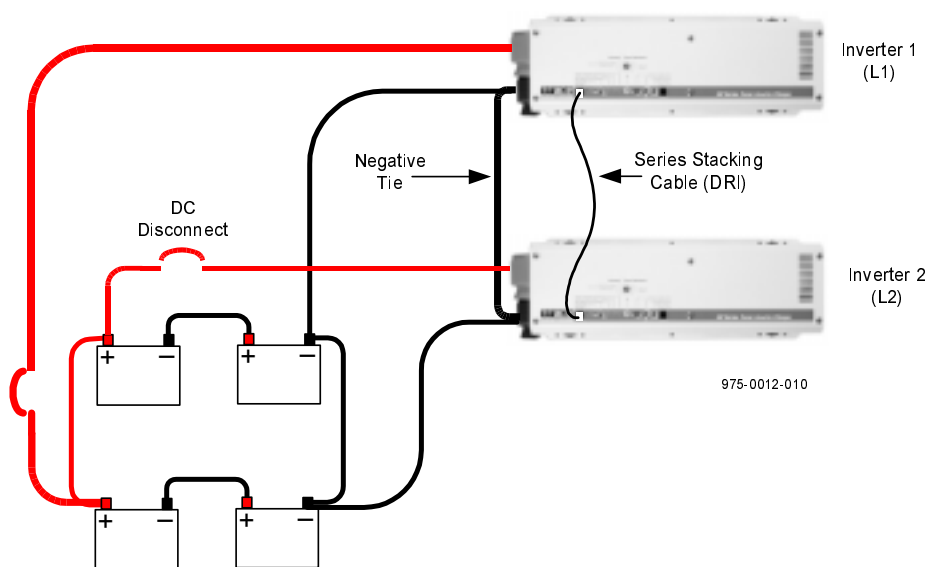 Inverter 1
(L1)
Negative
Tie
Series Stacking
Cable (DRI)
DC
Disconnect
Inverter 2
(L2)
975-0012-010
+
−
+
−
+
−
+
−